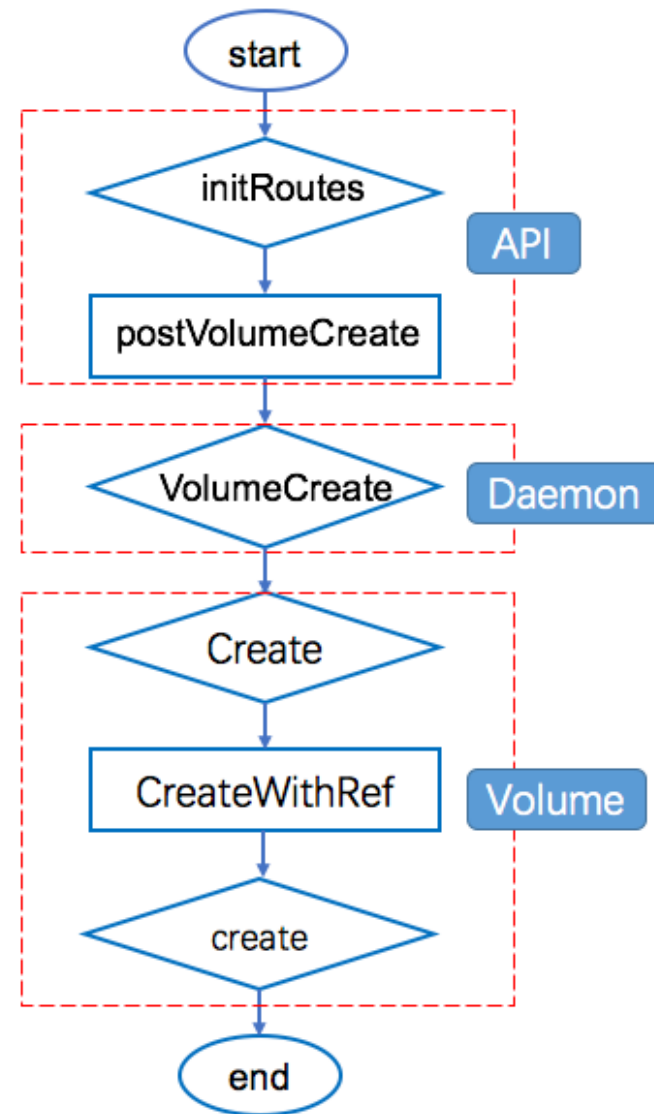 start
initRoutes
API
postVolumeCreate
VolumeCreate
Daemon
Create
CreateWithRef
Volume
create
end